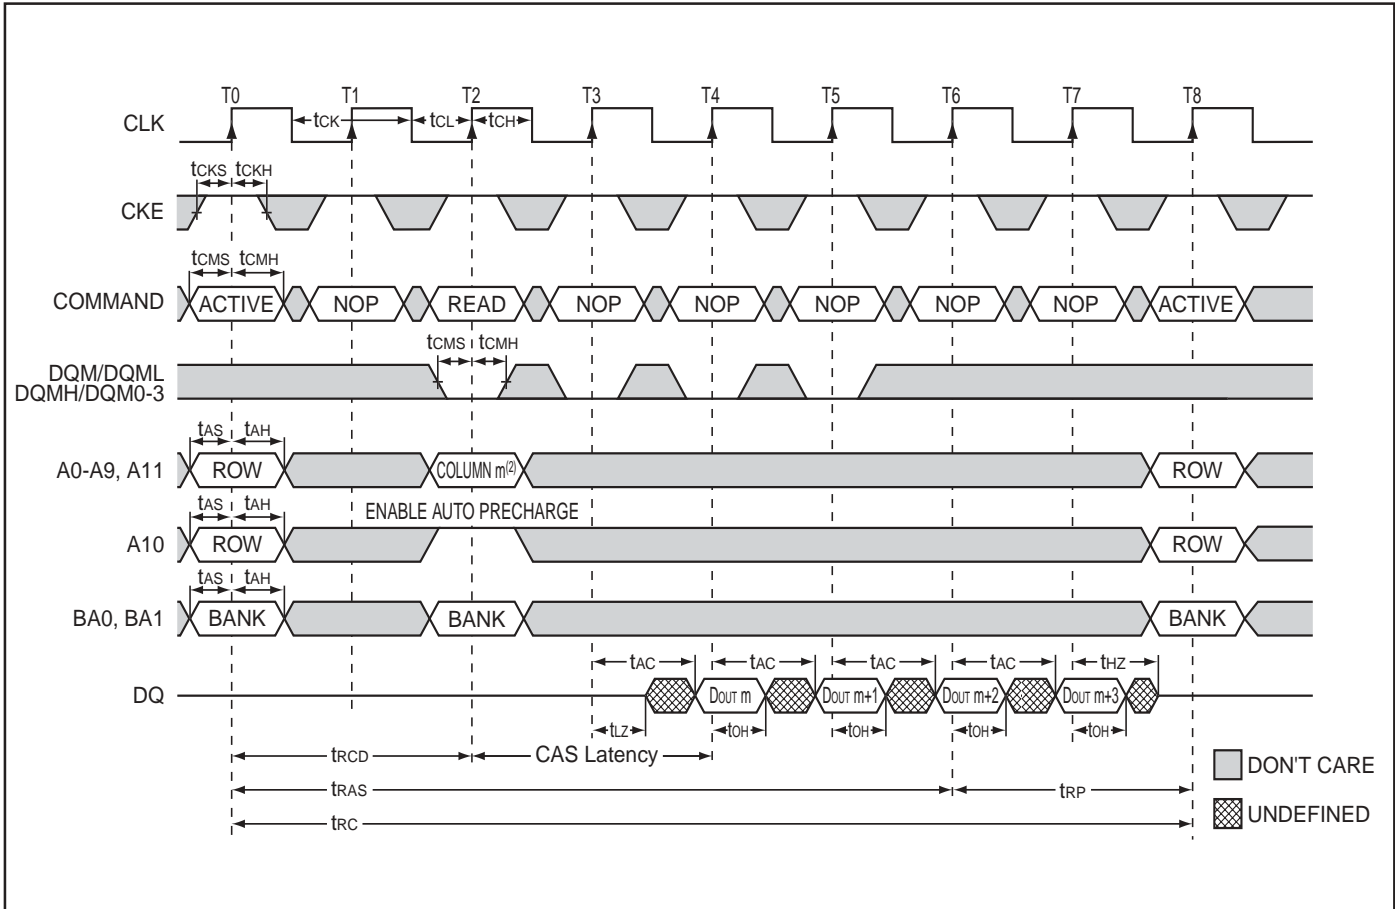 T0 T1 T2 T3 T4 T5 T6 T7 T8
CLK tCK tCL tCH
tCKS tCKH
CKE
tCMS tCMH
COMMAND ACTIVE NOP READ NOP NOP NOP NOP NOP ACTIVE
tCMS tCMH
DQM/DQML
DQMH/DQM0-3
tAS tAH
A0-A9, A11 ROW COLUMN m(2) ROW
tAS tAH ENABLE AUTO PRECHARGE
A10 ROW ROW
tAS tAH
BA0, BA1 BANK BANK BANK
tAC tAC tAC tAC tHZ
DQ DOUT m DOUT m+1 DOUT m+2 DOUT m+3
tLZ tOH tOH tOH tOH
tRCD CAS Latency
DON'T CARE
tRAS tRP
UNDEFINED
tRC